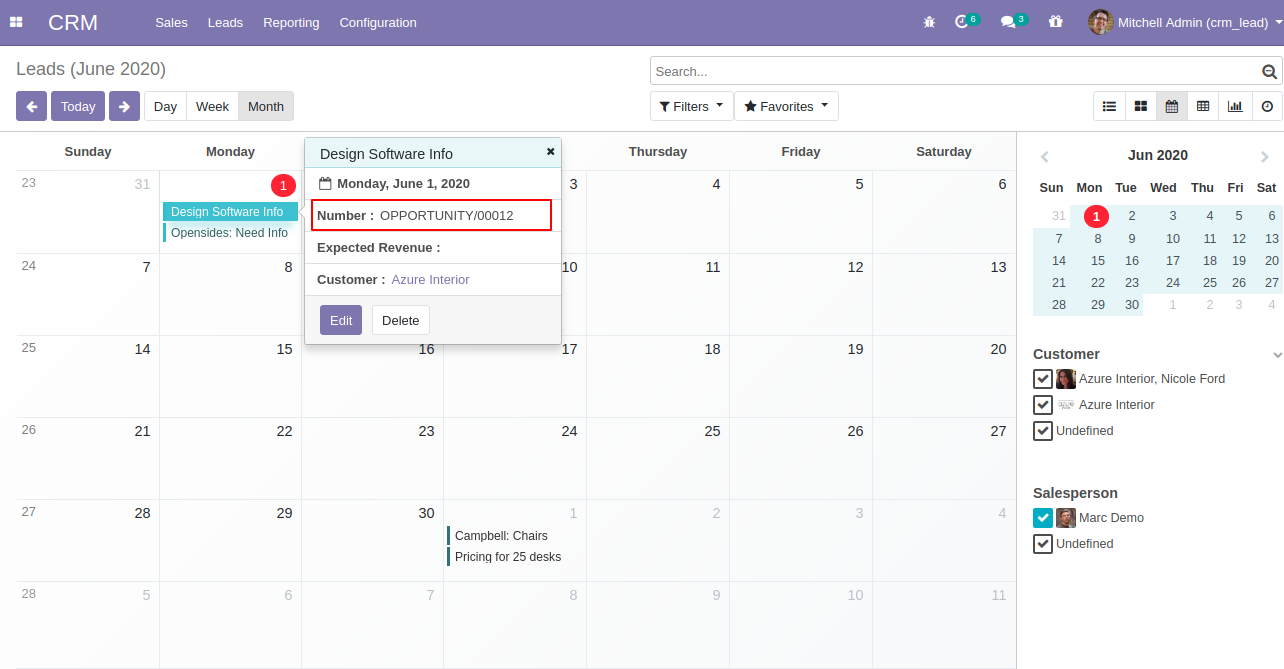 CRM Sales Leads Reporting Configuration 6 3 Mitchell Admin (crm_lead)
Leads (June 2020) Search...
Today Day Week Month Filters Favorites
Sunday Monday Thursday Friday Saturday
23 31 1 3 4 5 6
Design Software Info
Opensides: Need Info
Design Software Info
Monday, June 1, 2020
Number : OPPORTUNITY/00012
Expected Revenue :
Customer : Azure Interior
Edit Delete
24 7 8 10 11 12 13
25 14 15 16 17 18 19 20
26 21 22 23 24 25 26 27
27 28 29 30 1 2 3 4
Campbell: Chairs
Pricing for 25 desks
28 5 6 7 8 9 10 11
Jun 2020
Sun Mon Tue Wed Thu Fri Sat
31 1 2 3 4 5 6
7 8 9 10 11 12 13
14 15 16 17 18 19 20
21 22 23 24 25 26 27
28 29 30 1 2 3 4
Customer
Azure Interior, Nicole Ford
Azure Interior
Undefined
Salesperson
Marc Demo
Undefined